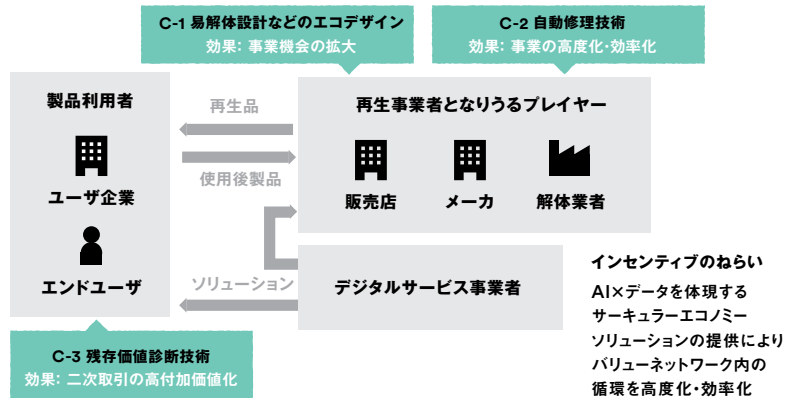 C-1 易解体設計などのエコデザイン
効果: 事業機会の拡大
C-2 自動修理技術
効果: 事業の高度化・効率化
製品利用者
ユーザ企業
エンドユーザ
再生品
使用後製品
ソリューション
再生事業者となりうるプレイヤー
販売店
メーカ
解体業者
デジタルサービス事業者
C-3 残存価値診断技術
効果: 二次取引の高付加価値化
インセンティブのねらい
AI×データを体現する
サーキュラーエコノミー
ソリューションの提供により
バリューネットワーク内の
循環を高度化・効率化